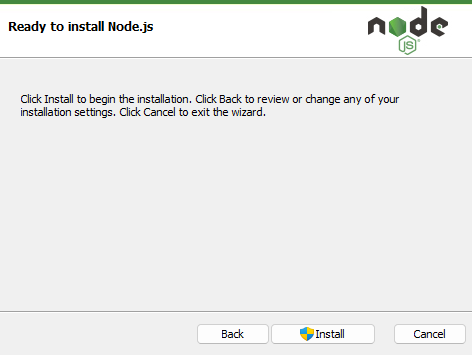 Ready to install Node.js
node
JS
Click Install to begin the installation. Click Back to review or change any of your
installation settings. Click Cancel to exit the wizard.
Back
Install
Cancel